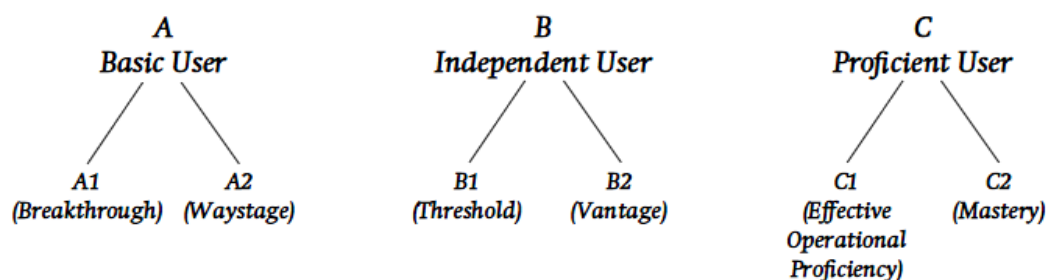 A
Basic User
B
Independent User
C
Proficient User
A1
(Breakthrough)
A2
(Waystage)
B1
(Threshold)
B2
(Vantage)
C1
(Effective
Operational
Proficiency)
C2
(Mastery)